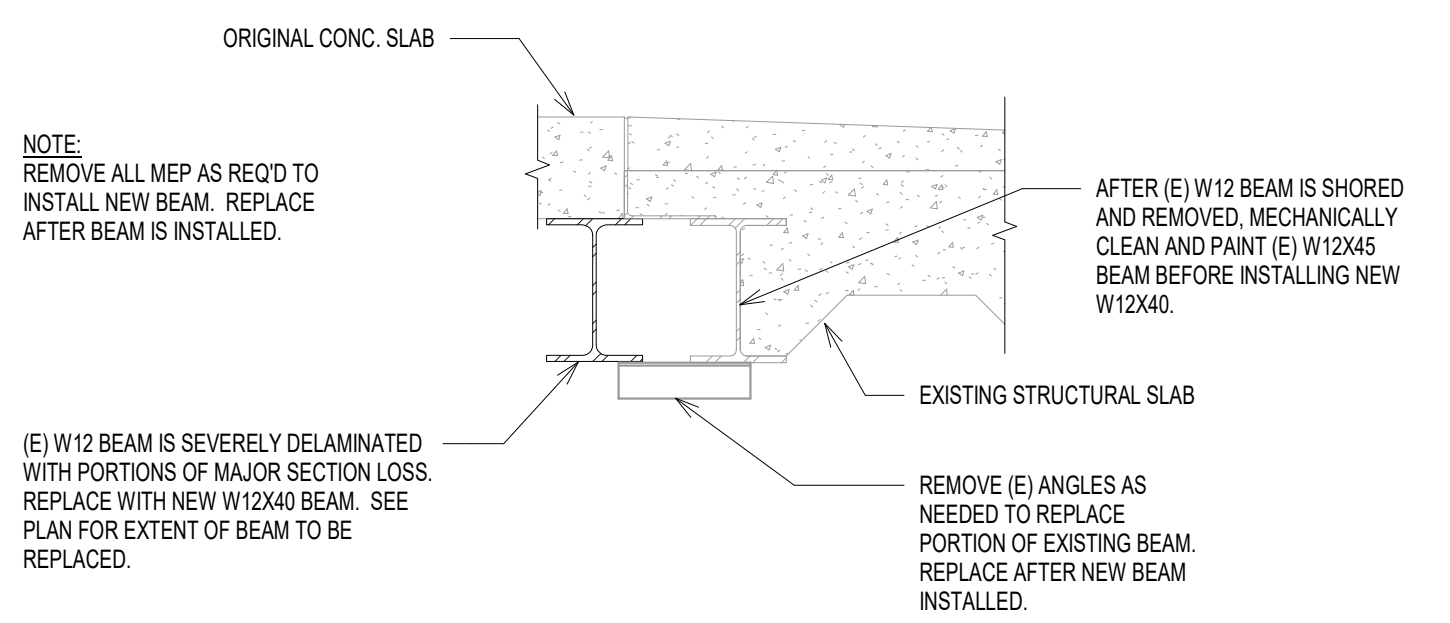 ORIGINAL CONC. SLAB
NOTE:
REMOVE ALL MEP AS REQ'D TO
INSTALL NEW BEAM. REPLACE
AFTER BEAM IS INSTALLED.
AFTER (E) W12 BEAM IS SHORED
AND REMOVED, MECHANICALLY
CLEAN AND PAINT (E) W12X45
BEAM BEFORE INSTALLING NEW
W12X40.
EXISTING STRUCTURAL SLAB
(E) W12 BEAM IS SEVERELY DELAMINATED
WITH PORTIONS OF MAJOR SECTION LOSS.
REPLACE WITH NEW W12X40 BEAM. SEE
PLAN FOR EXTENT OF BEAM TO BE
REPLACED.
REMOVE (E) ANGLES AS
NEEDED TO REPLACE
PORTION OF EXISTING BEAM.
REPLACE AFTER NEW BEAM
INSTALLED.